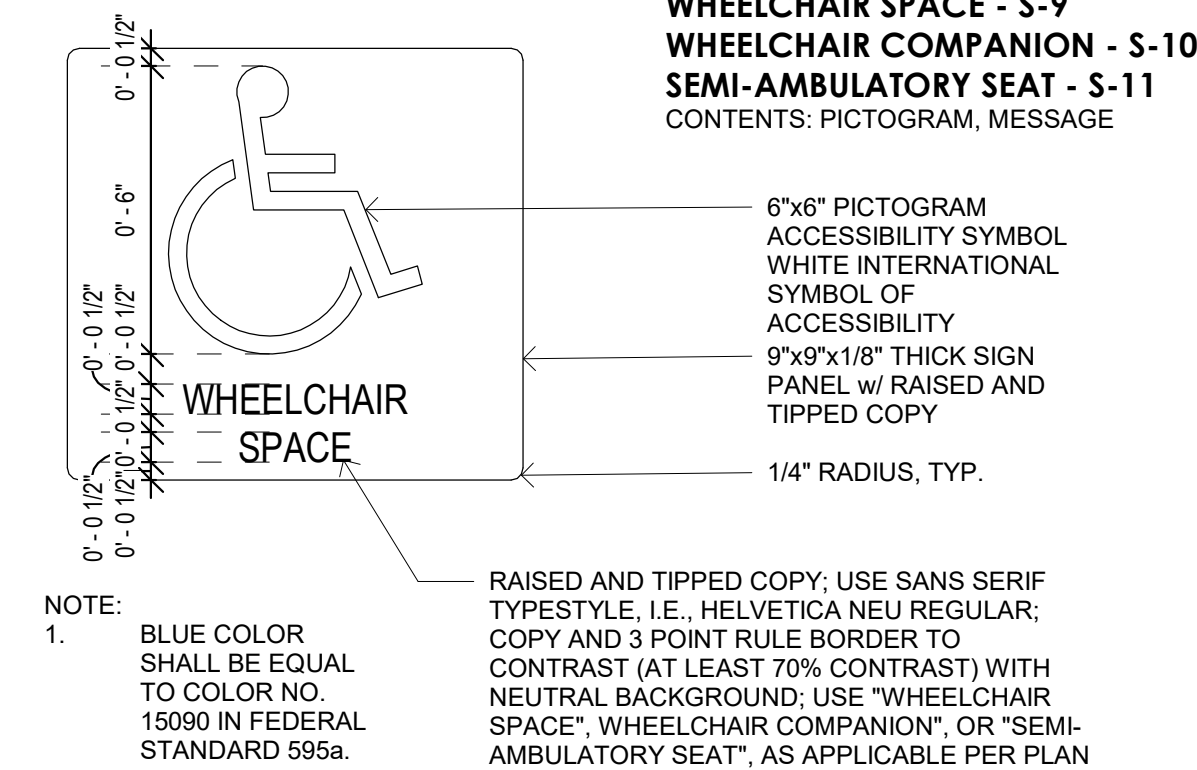 WHEELCHAIR SPACE - S-9
WHEELCHAIR COMPANION - S-10
SEMI-AMBULATORY SEAT - S-11
CONTENTS: PICTOGRAM, MESSAGE
0' - 0 1/2"
0' - 6"
0' - 0 1/2"
0' - 0 1/2"
0' - 0 1/2"
0' - 0 1/2"
0' - 0 1/2"
WHEELCHAIR
SPACE
6"x6" PICTOGRAM
ACCESSIBILITY SYMBOL
WHITE INTERNATIONAL
SYMBOL OF
ACCESSIBILITY
9"x9"x1/8" THICK SIGN
PANEL w/ RAISED AND
TIPPED COPY
1/4" RADIUS, TYP.
RAISED AND TIPPED COPY; USE SANS SERIF
TYPESTYLE, I.E., HELVETICA NEU REGULAR;
COPY AND 3 POINT RULE BORDER TO
CONTRAST (AT LEAST 70% CONTRAST) WITH
NEUTRAL BACKGROUND; USE "WHEELCHAIR
SPACE", WHEELCHAIR COMPANION", OR "SEMI-
AMBULATORY SEAT", AS APPLICABLE PER PLAN
NOTE:
1. BLUE COLOR
SHALL BE EQUAL
TO COLOR NO.
15090 IN FEDERAL
STANDARD 595a.